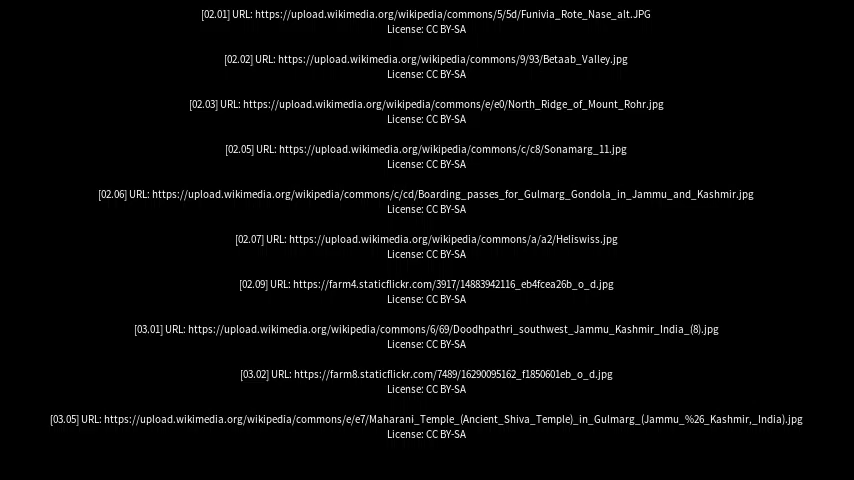 [02.01] URL: https://upload.wikimedia.org/wikipedia/commons/5/5d/Funivia_Rote_Nase_alt.JPG
License: CC BY-SA
[02.02] URL: https://upload.wikimedia.org/wikipedia/commons/9/93/Betaab_Valley.jpg
License: CC BY-SA
[02.03] URL: https://upload.wikimedia.org/wikipedia/commons/e/e0/North_Ridge_of_Mount_Rohr.jpg
License: CC BY-SA
[02.05] URL: https://upload.wikimedia.org/wikipedia/commons/c/c8/Sonamarg_11.jpg
License: CC BY-SA
[02.06] URL: https://upload.wikimedia.org/wikipedia/commons/c/cd/Boarding_passes_for_Gulmarg_Gondola_in_Jammu_and_Kashmir.jpg
License: CC BY-SA
[02.07] URL: https://upload.wikimedia.org/wikipedia/commons/a/a2/Heliswiss.jpg
License: CC BY-SA
[02.09] URL: https://farm4.staticflickr.com/3917/14883942116_eb4fcea26b_o_d.jpg
License: CC BY-SA
[03.01] URL: https://upload.wikimedia.org/wikipedia/commons/6/69/Doodhpathri_southwest_Jammu_Kashmir_India_(8).jpg
License: CC BY-SA
[03.02] URL: https://farm8.staticflickr.com/7489/16290095162_f1850601eb_o_d.jpg
License: CC BY-SA
[03.05] URL: https://upload.wikimedia.org/wikipedia/commons/e/e7/Maharani_Temple_(Ancient_Shiva_Temple)_in_Gulmarg_(Jammu_%26_Kashmir,_India).jpg
License: CC BY-SA